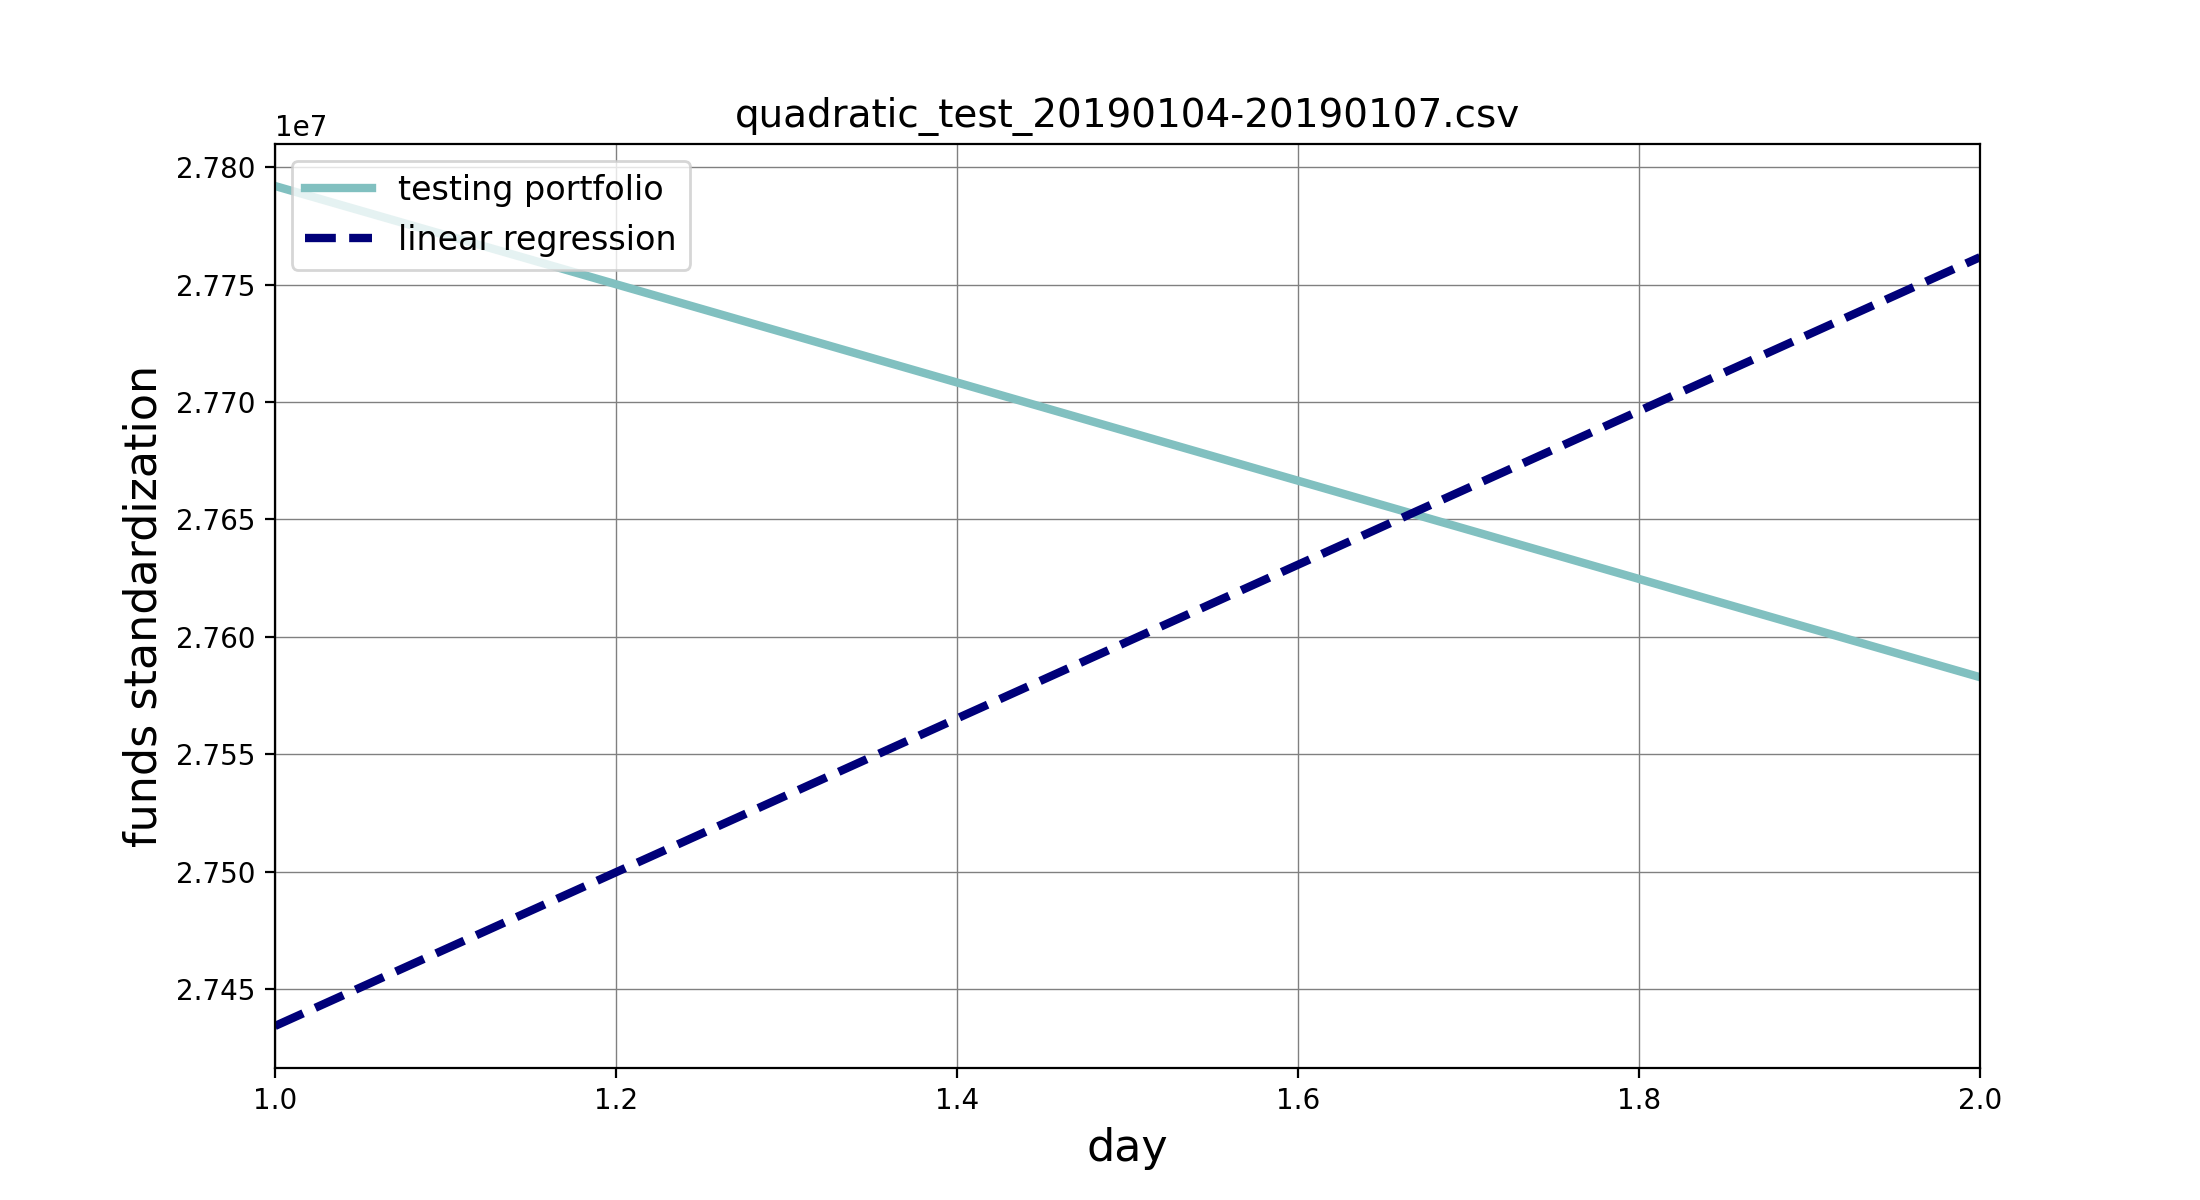 quadratic_test_20190104-20190107.csv
1e7
testing portfolio
linear regression
2.780
2.775
2.770
2.765
2.760
2.755
2.750
2.745
funds standardization
1.0 1.2 1.4 1.6 1.8 2.0
day